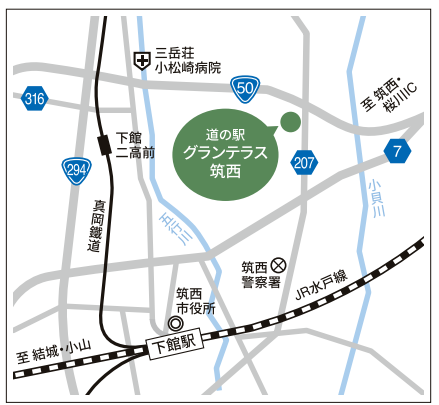 三岳荘
小松崎病院
50
316
至 筑西・
桜川IC
道の駅
グランテラス
筑西
下館
二高前
7
207
294
小貝川
真岡鐵道
五行川
筑西
警察署
JR水戸線
筑西
市役所
下館駅
至 結城・小山